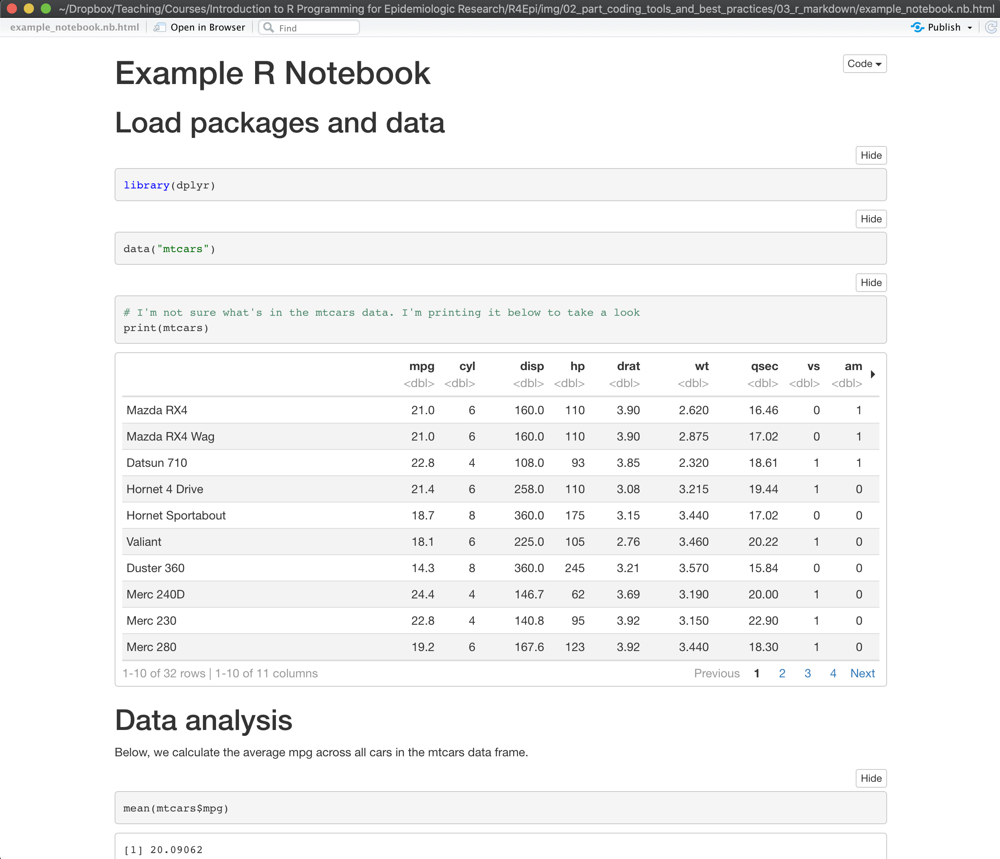 ~/Dropbox/Teaching/Courses/Introduction to R Programming for Epidemiologic Research/R4Epi/img/02_part_coding_tools_and_best_practices/03_r_markdown/example_notebook.nb.html
example_notebook.nb.html Open in Browser Find Publish
Example R Notebook Code
Load packages and data
Hide
library(dplyr)
Hide
data("mtcars")
Hide
# I'm not sure what's in the mtcars data. I'm printing it below to take a look
print(mtcars)
mpg cyl disp hp drat wt qsec vs am
<dbl> <dbl> <dbl> <dbl> <dbl> <dbl> <dbl> <dbl> <dbl>
Mazda RX4 21.0 6 160.0 110 3.90 2.620 16.46 0 1
Mazda RX4 Wag 21.0 6 160.0 110 3.90 2.875 17.02 0 1
Datsun 710 22.8 4 108.0 93 3.85 2.320 18.61 1 1
Hornet 4 Drive 21.4 6 258.0 110 3.08 3.215 19.44 1 0
Hornet Sportabout 18.7 8 360.0 175 3.15 3.440 17.02 0 0
Valiant 18.1 6 225.0 105 2.76 3.460 20.22 1 0
Duster 360 14.3 8 360.0 245 3.21 3.570 15.84 0 0
Merc 240D 24.4 4 146.7 62 3.69 3.190 20.00 1 0
Merc 230 22.8 4 140.8 95 3.92 3.150 22.90 1 0
Merc 280 19.2 6 167.6 123 3.92 3.440 18.30 1 0
1-10 of 32 rows | 1-10 of 11 columns Previous 1 2 3 4 Next
Data analysis
Below, we calculate the average mpg across all cars in the mtcars data frame.
Hide
mean(mtcars$mpg)
[1] 20.09062